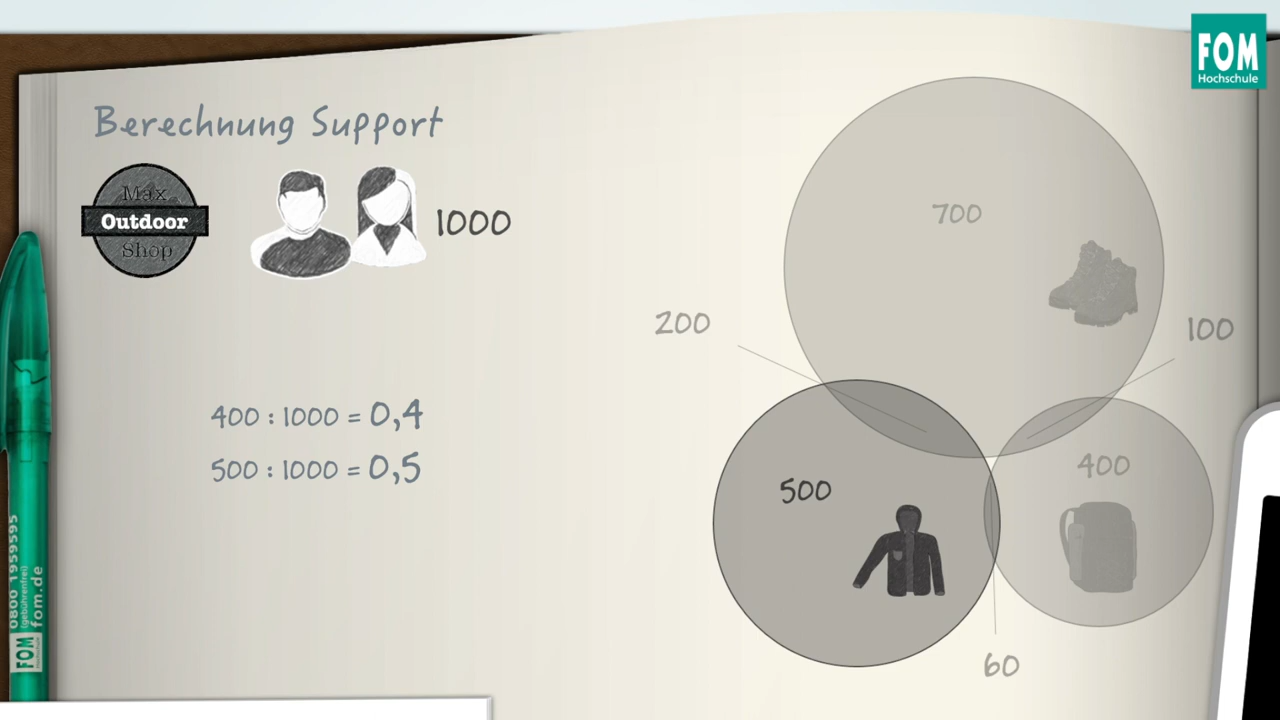 FOM
Hochschule
Berechnung Support
Max
Outdoor
Shop
1000
700
200
100
400 : 1000 = 0,4
500 : 1000 = 0,5
500
400
60
0800 1959595
(gebührenfrei)
fom.de
FOM
Hochschule